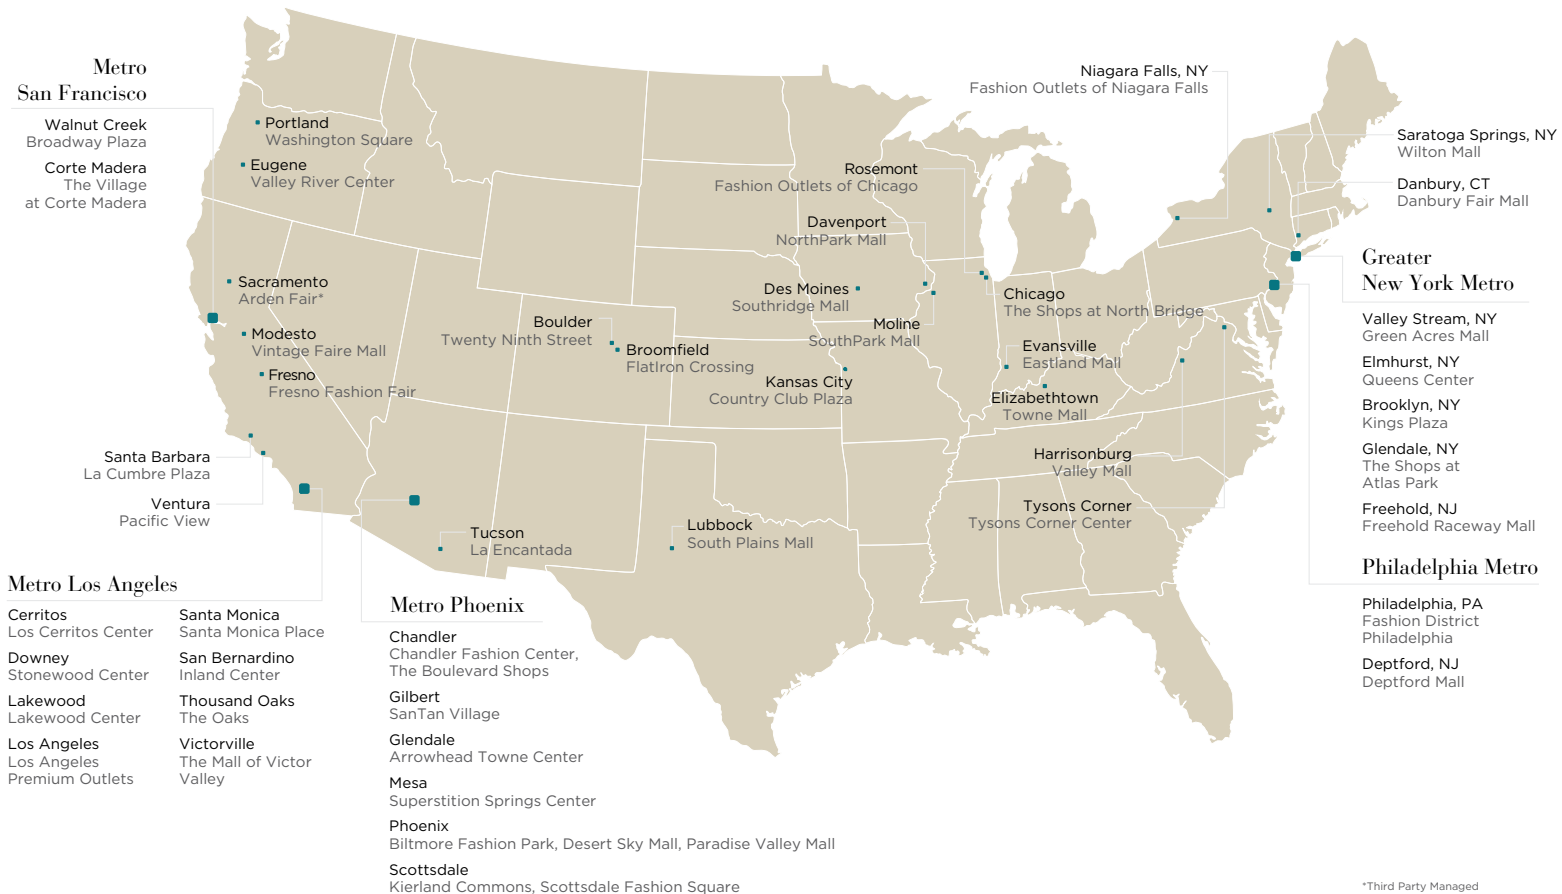 Metro
San Francisco
Walnut Creek
Broadway Plaza
Corte Madera
The Village
at Corte Madera
Portland
Washington Square
Eugene
Valley River Center
Sacramento
Arden Fair*
Modesto
Vintage Faire Mall
Fresno
Fresno Fashion Fair
Santa Barbara
La Cumbre Plaza
Ventura
Pacific View
Boulder
Twenty Ninth Street
Broomfield
FlatIron Crossing
Tucson
La Encantada
Lubbock
South Plains Mall
Rosemont
Fashion Outlets of Chicago
Davenport
NorthPark Mall
Des Moines
Southridge Mall
Moline
SouthPark Mall
Kansas City
Country Club Plaza
Chicago
The Shops at North Bridge
Evansville
Eastland Mall
Elizabethtown
Towne Mall
Harrisonburg
Valley Mall
Tysons Corner
Tysons Corner Center
Niagara Falls, NY
Fashion Outlets of Niagara Falls
Saratoga Springs, NY
Wilton Mall
Danbury, CT
Danbury Fair Mall
Greater
New York Metro
Valley Stream, NY
Green Acres Mall
Elmhurst, NY
Queens Center
Brooklyn, NY
Kings Plaza
Glendale, NY
The Shops at
Atlas Park
Freehold, NJ
Freehold Raceway Mall
Philadelphia Metro
Philadelphia, PA
Fashion District
Philadelphia
Deptford, NJ
Deptford Mall
Metro Los Angeles
Cerritos
Los Cerritos Center
Downey
Stonewood Center
Lakewood
Lakewood Center
Los Angeles
Los Angeles
Premium Outlets
Santa Monica
Santa Monica Place
San Bernardino
Inland Center
Thousand Oaks
The Oaks
Victorville
The Mall of Victor
Valley
Metro Phoenix
Chandler
Chandler Fashion Center,
The Boulevard Shops
Gilbert
SanTan Village
Glendale
Arrowhead Towne Center
Mesa
Superstition Springs Center
Phoenix
Biltmore Fashion Park, Desert Sky Mall, Paradise Valley Mall
Scottsdale
Kierland Commons, Scottsdale Fashion Square
*Third Party Managed